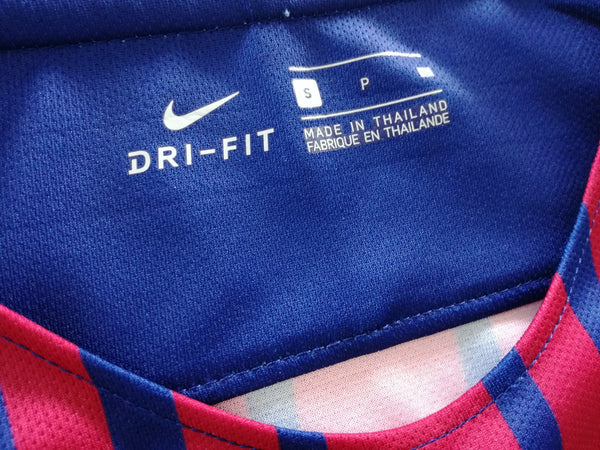 DRI-FIT
S P
MADE IN THAILAND
FABRIQUE EN THAILANDE